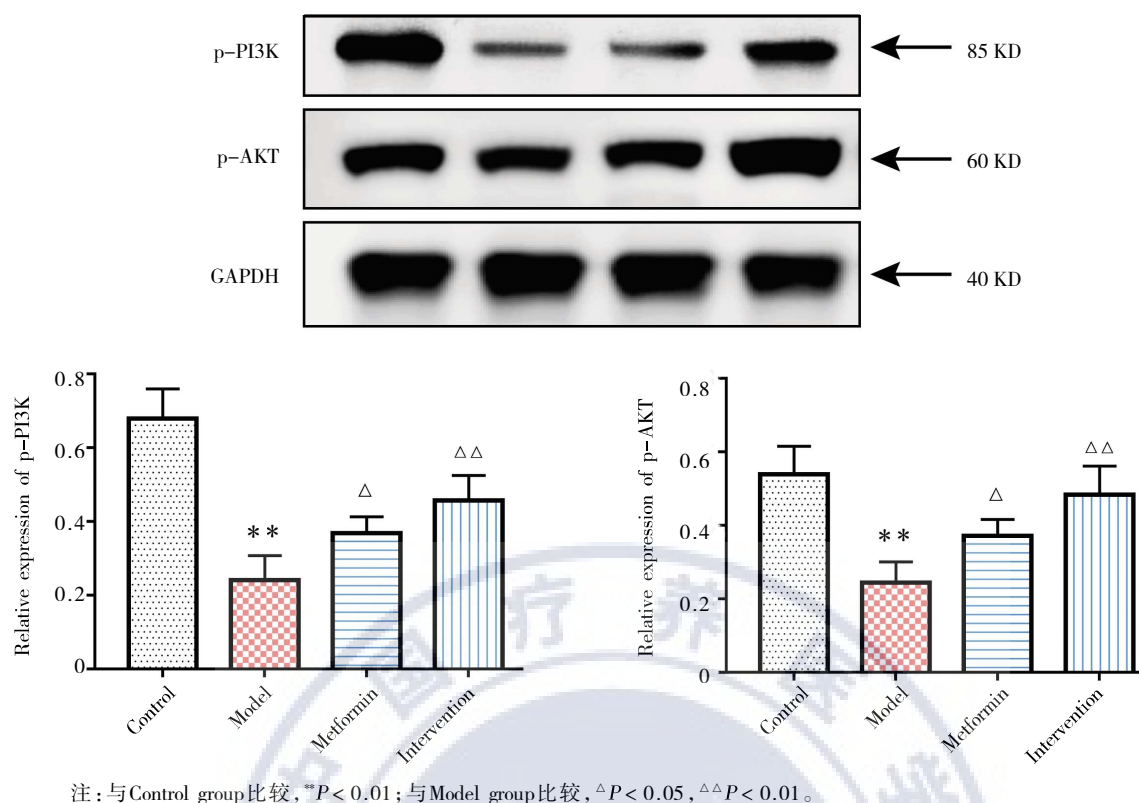 p-PI3K
85 KD
p-AKT
60 KD
GAPDH
40 KD
Relative expression of p-PI3K
0.8
0.6
0.4
0.2
0
**
△
△△
Control
Model
Metformin
Intervention
Relative expression of p-AKT
0.8
0.6
0.4
0.2
0
**
△
△△
Control
Model
Metformin
Intervention
疗养
注:与Control group比较,**P<0.01;与Model group比较,△P<0.05,△△P<0.01。